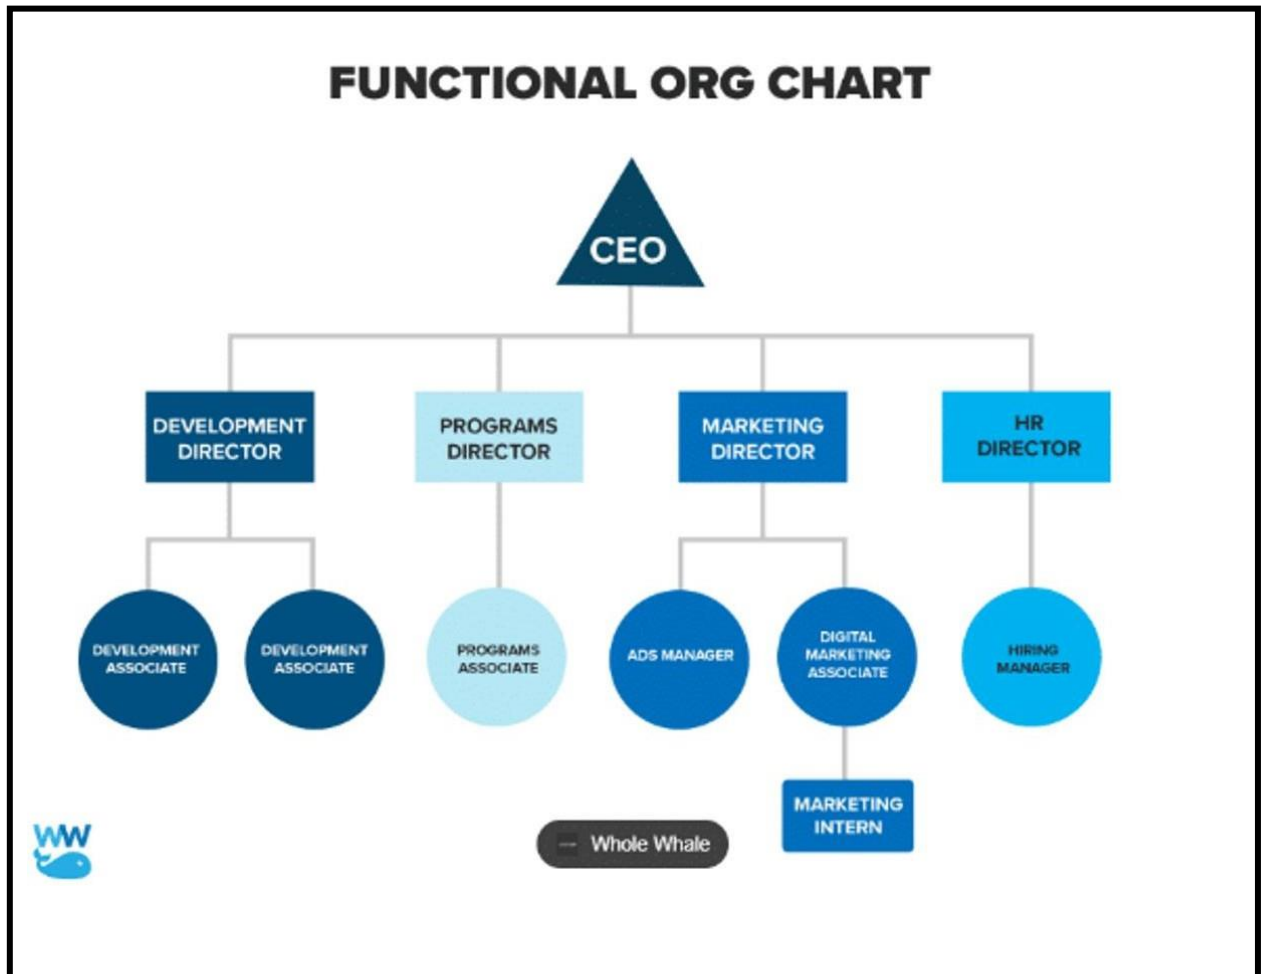 FUNCTIONAL ORG CHART
CEO
DEVELOPMENT
DIRECTOR
PROGRAMS
DIRECTOR
MARKETING
DIRECTOR
HR
DIRECTOR
DEVELOPMENT
ASSOCIATE
DEVELOPMENT
ASSOCIATE
PROGRAMS
ASSOCIATE
ADS MANAGER
DIGITAL
MARKETING
ASSOCIATE
HIRING
MANAGER
MARKETING
INTERN
WW
Whole Whale